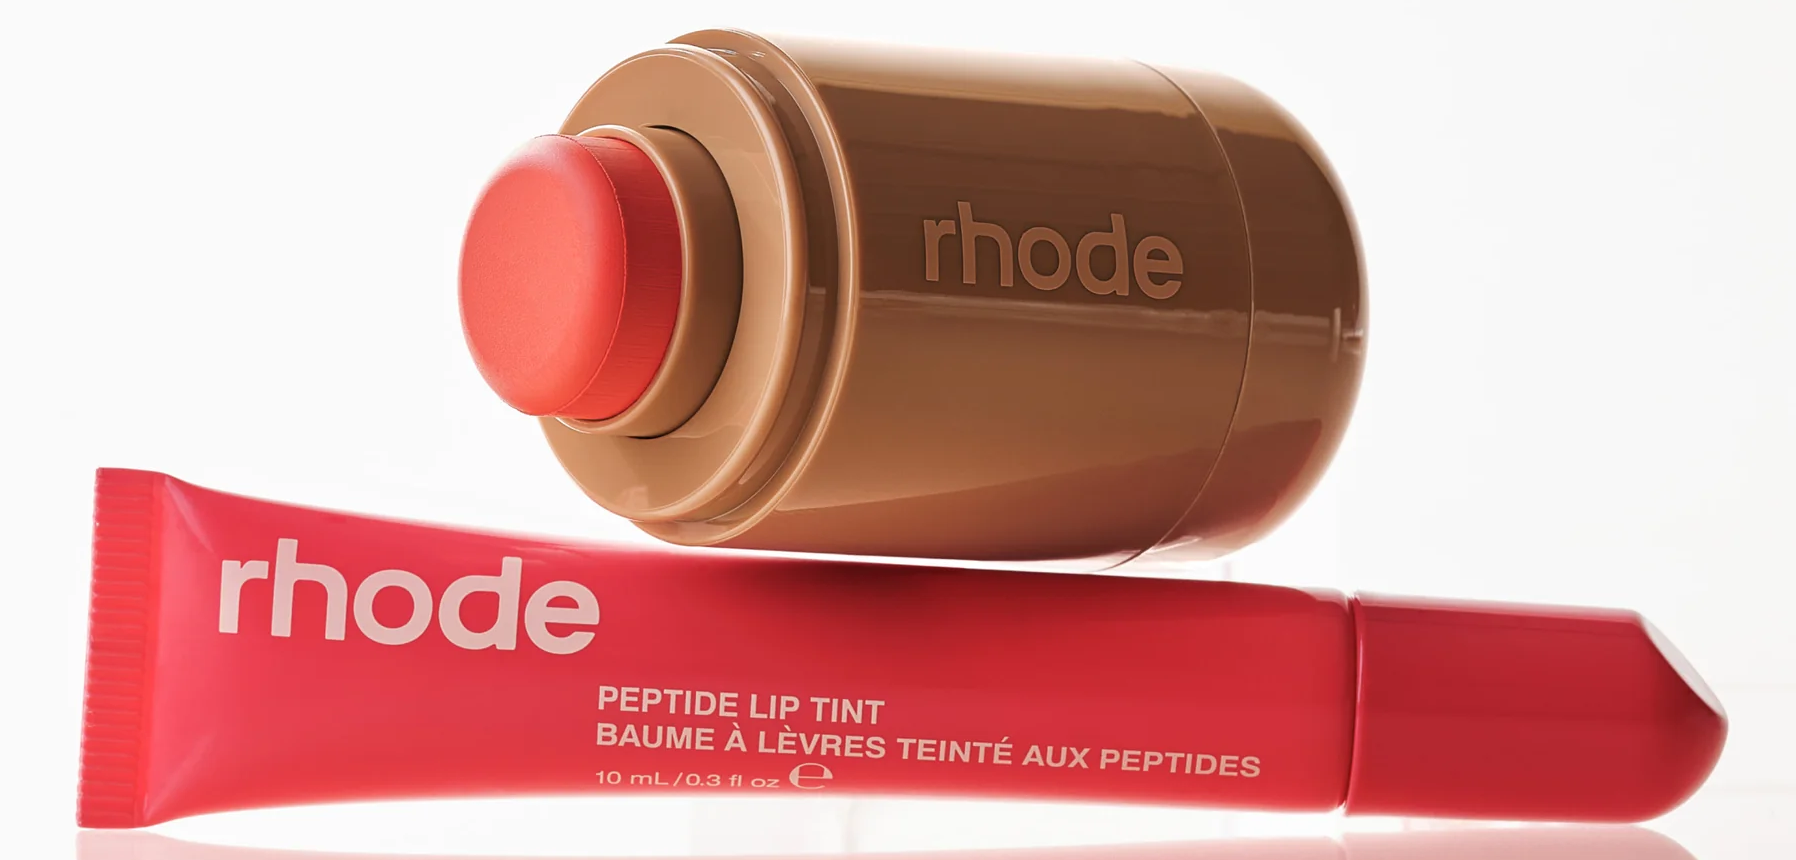 rhode
rhode
PEPTIDE LIP TINT
BAUME À LÈVRES TEINTÉ AUX PEPTIDES
10 mL/0.3 fl oz ℮